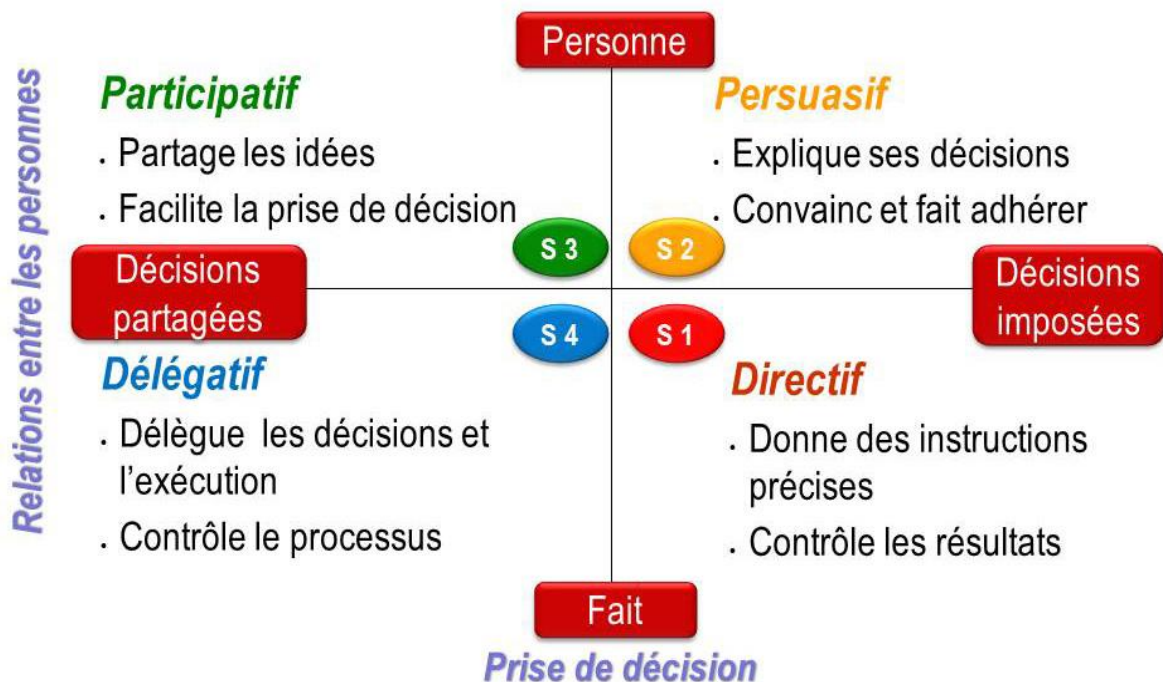 Personne
Relations entre les personnes
Participatif
. Partage les idées
. Facilite la prise de décision
Persuasif
. Explique ses décisions
. Convainc et fait adhérer
S 3
S 2
Décisions
partagées
Décisions
imposées
S 4
S 1
Délégatif
. Délègue les décisions et
l'exécution
. Contrôle le processus
Directif
. Donne des instructions
précises
. Contrôle les résultats
Fait
Prise de décision